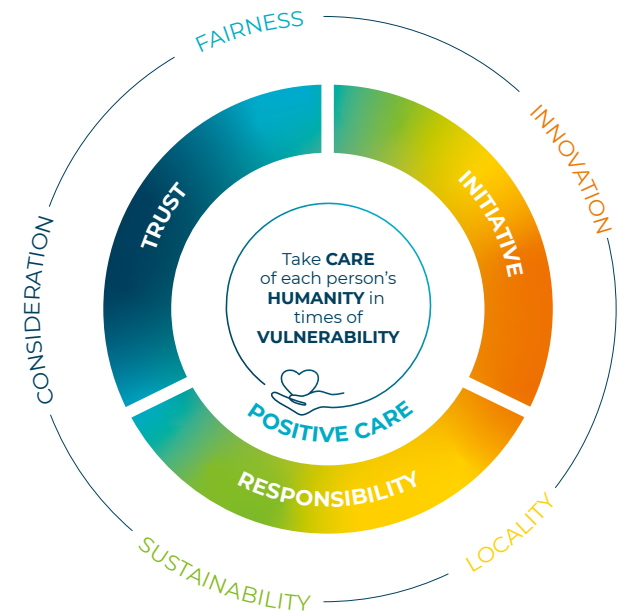 FAIRNESS
INNOVATION
TRUST
INITIATIVE
CONSIDERATION
Take CARE
of each person's
HUMANITY in
times of
VULNERABILITY
POSITIVE CARE
RESPONSIBILITY
LOCALITY
SUSTAINABILITY